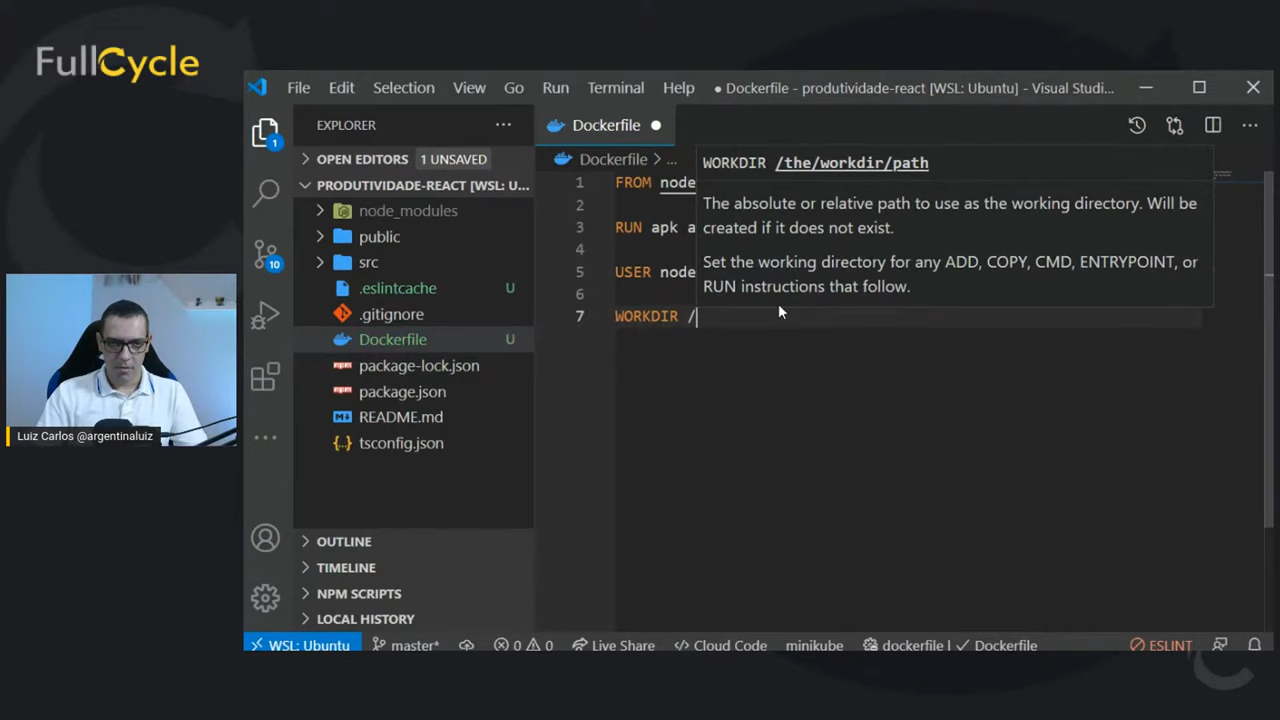 FullCycle
File Edit Selection View Go Run Terminal Help ● Dockerfile - produtividade-react [WSL: Ubuntu] - Visual Studi...
EXPLORER ...
Dockerfile ●
OPEN EDITORS 1 UNSAVED
PRODUTIVIDADE-REACT [WSL: U...
node_modules
public
src
.eslintcache U
.gitignore
Dockerfile U
package-lock.json
package.json
README.md
tsconfig.json
OUTLINE
TIMELINE
NPM SCRIPTS
LOCAL HISTORY
1
10
Dockerfile > ...
1 FROM node
2
3 RUN apk a
4
5 USER node
6
7 WORKDIR /
WORKDIR /the/workdir/path
The absolute or relative path to use as the working directory. Will be
created if it does not exist.
Set the working directory for any ADD, COPY, CMD, ENTRYPOINT, or
RUN instructions that follow.
Luiz Carlos @argentinaluiz
WSL: Ubuntu master* 0 0 Live Share Cloud Code minikube dockerfile | Dockerfile ESLINT